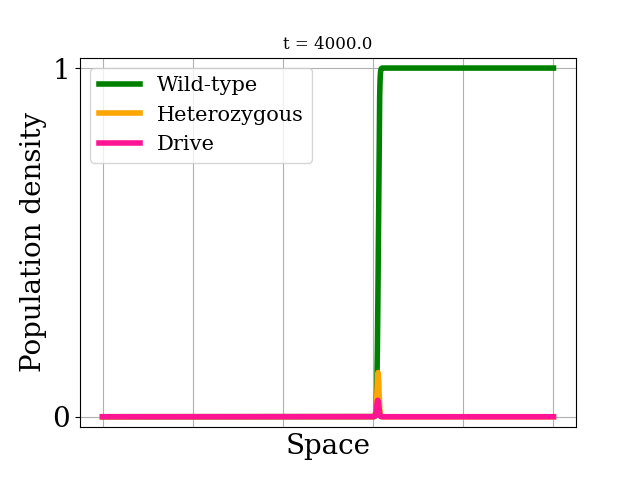 t = 4000.0
1
Wild-type
Heterozygous
Drive
Population density
0
Space